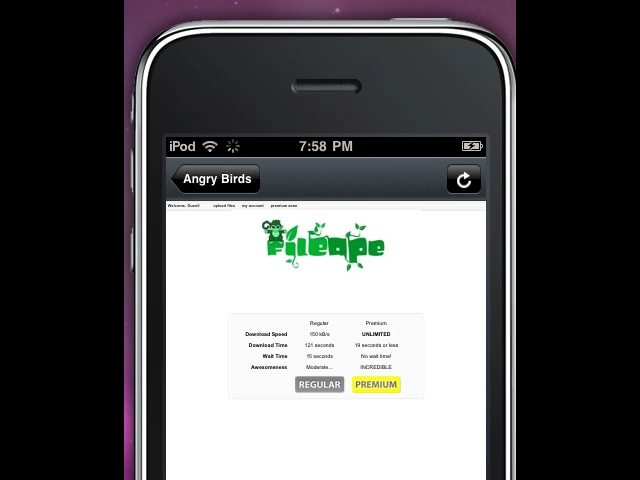 iPod 7:58 PM
Angry Birds
Welcome, Guest! upload files my account premium area
fileape
Regular Premium
Download Speed 150 kB/s UNLIMITED
Download Time 121 seconds 19 seconds or less
Wait Time 15 seconds No wait time!
Awesomeness Moderate... INCREDIBLE
REGULAR PREMIUM